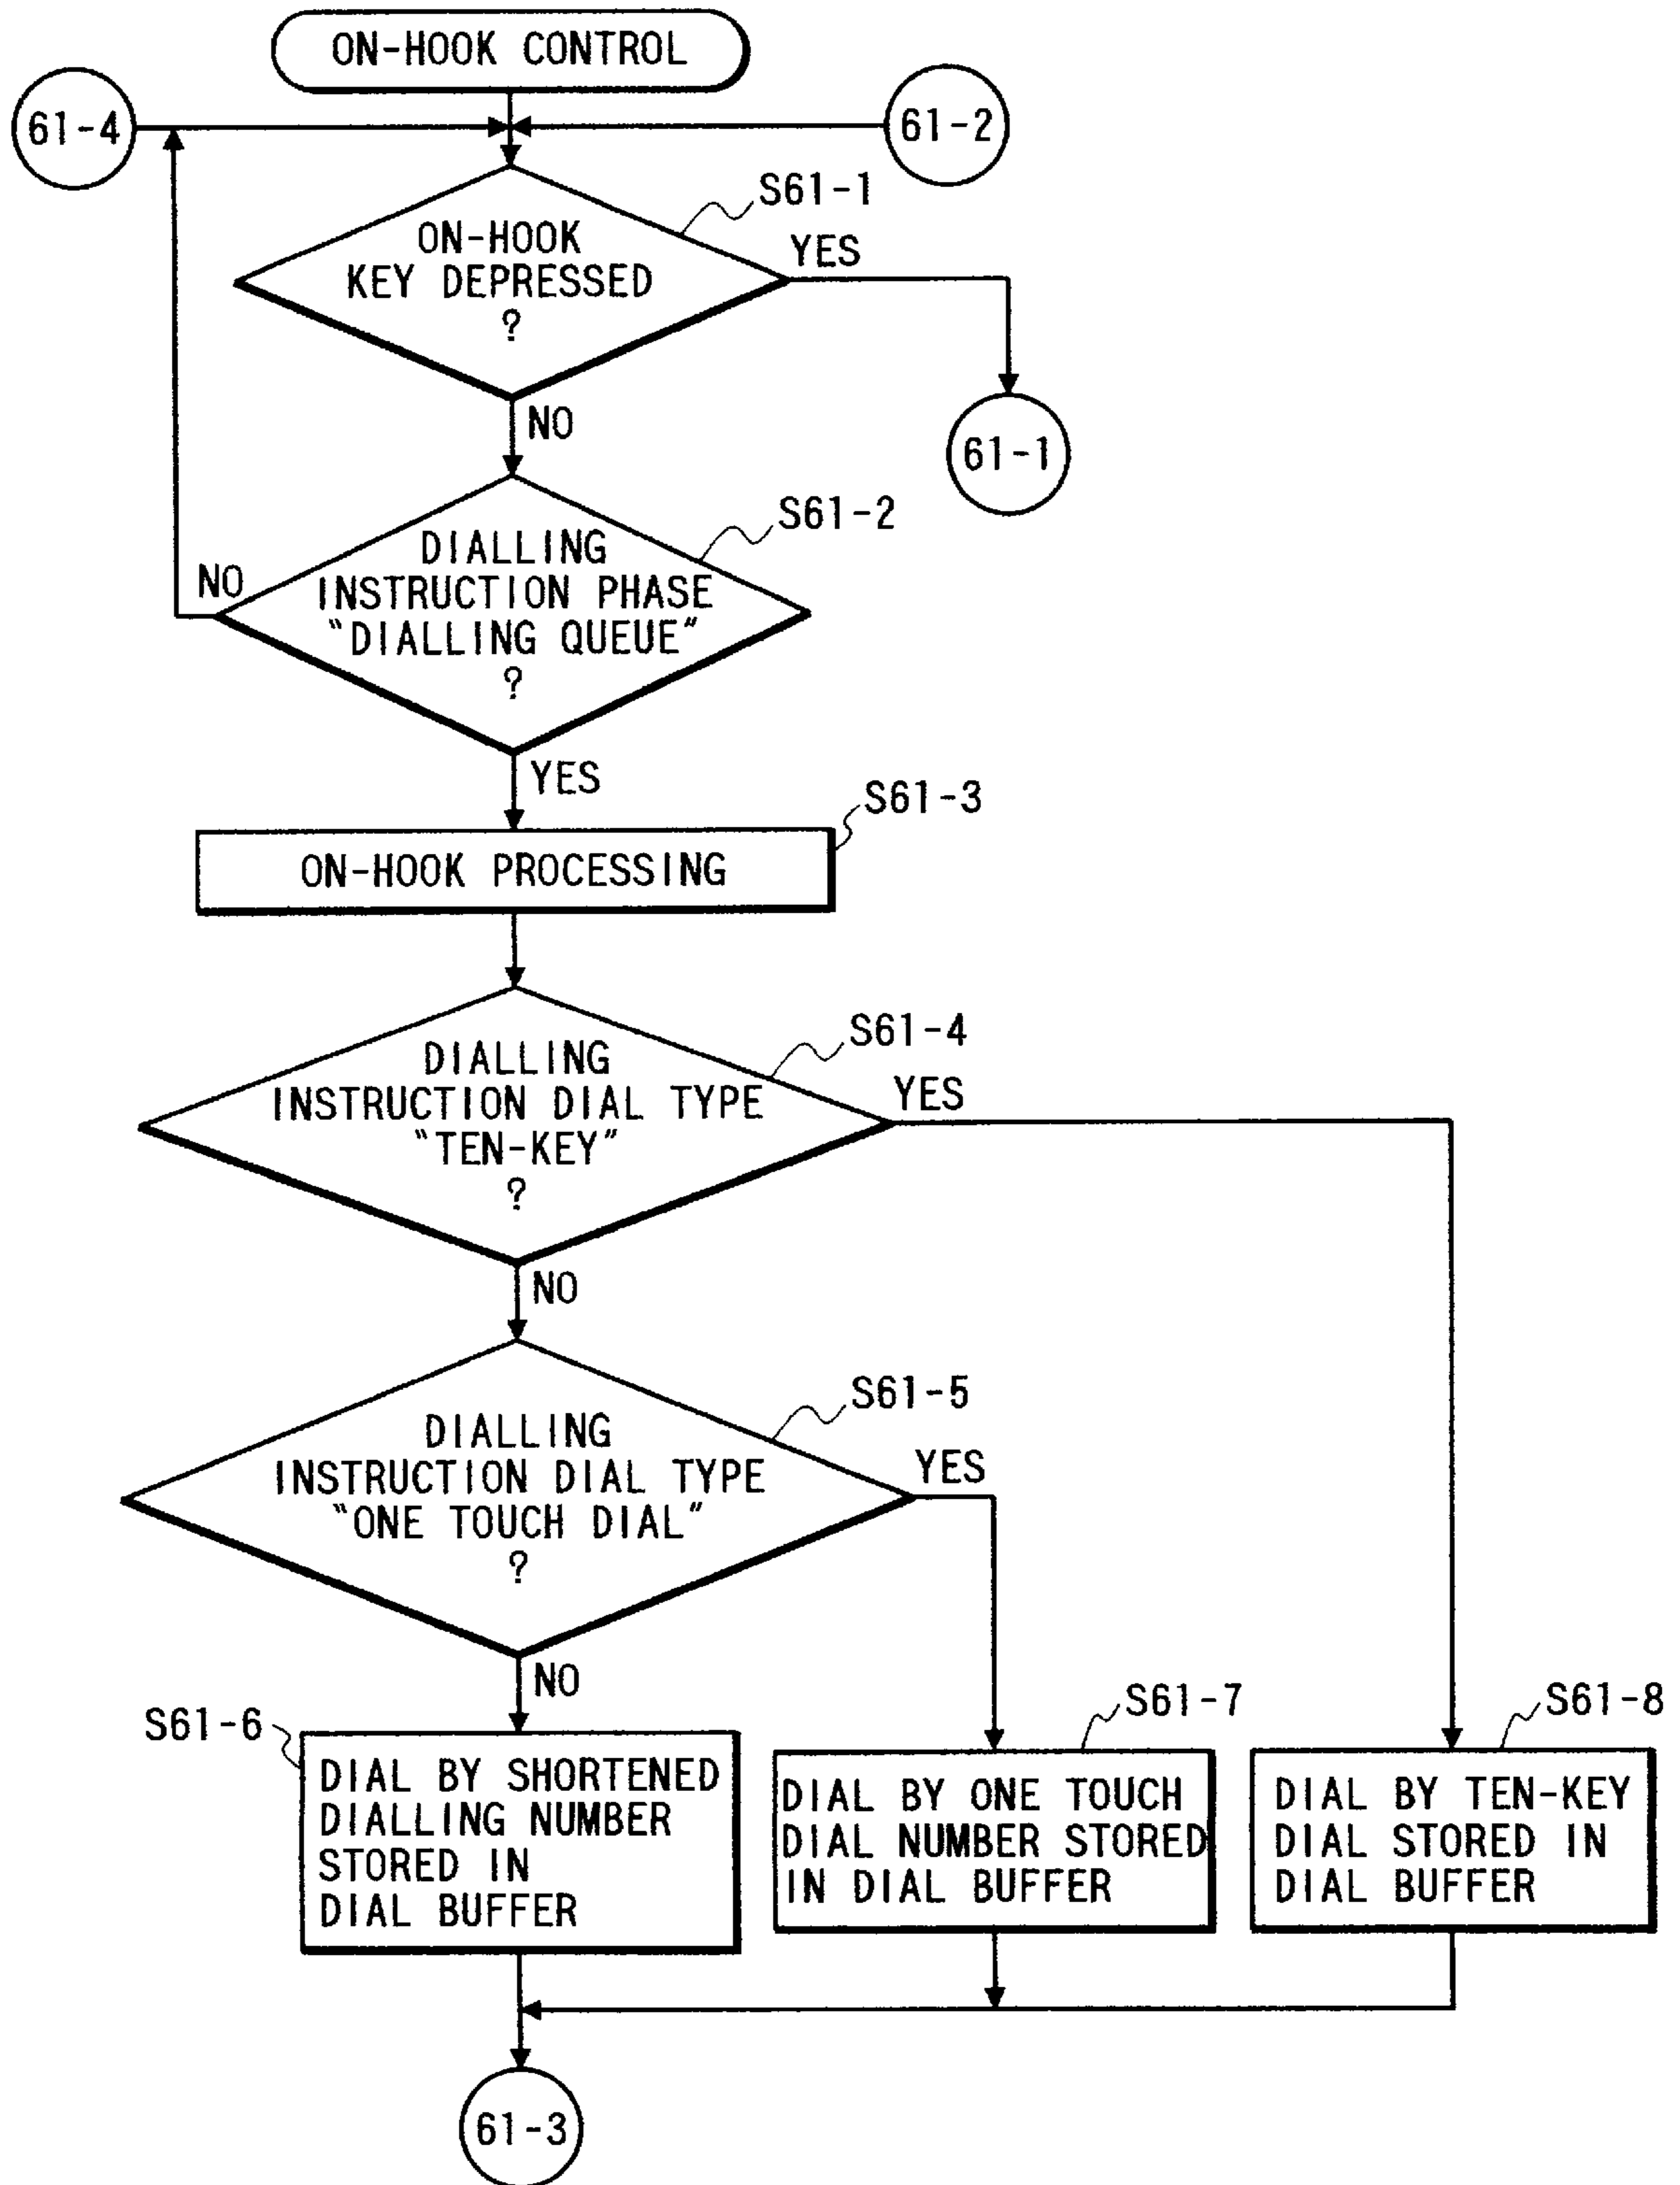 ON-HOOK CONTROL
61-4
61-2
S61-1
ON-HOOK
KEY DEPRESSED
?
YES
NO
61-1
S61-2
DIALLING
INSTRUCTION PHASE
"DIALLING QUEUE"
?
NO
YES
S61-3
ON-HOOK PROCESSING
S61-4
DIALLING
INSTRUCTION DIAL TYPE
"TEN-KEY"
?
YES
NO
S61-5
DIALLING
INSTRUCTION DIAL TYPE
"ONE TOUCH DIAL"
?
YES
NO
S61-6
DIAL BY SHORTENED
DIALLING NUMBER
STORED IN
DIAL BUFFER
S61-7
DIAL BY ONE TOUCH
DIAL NUMBER STORED
IN DIAL BUFFER
S61-8
DIAL BY TEN-KEY
DIAL STORED IN
DIAL BUFFER
61-3